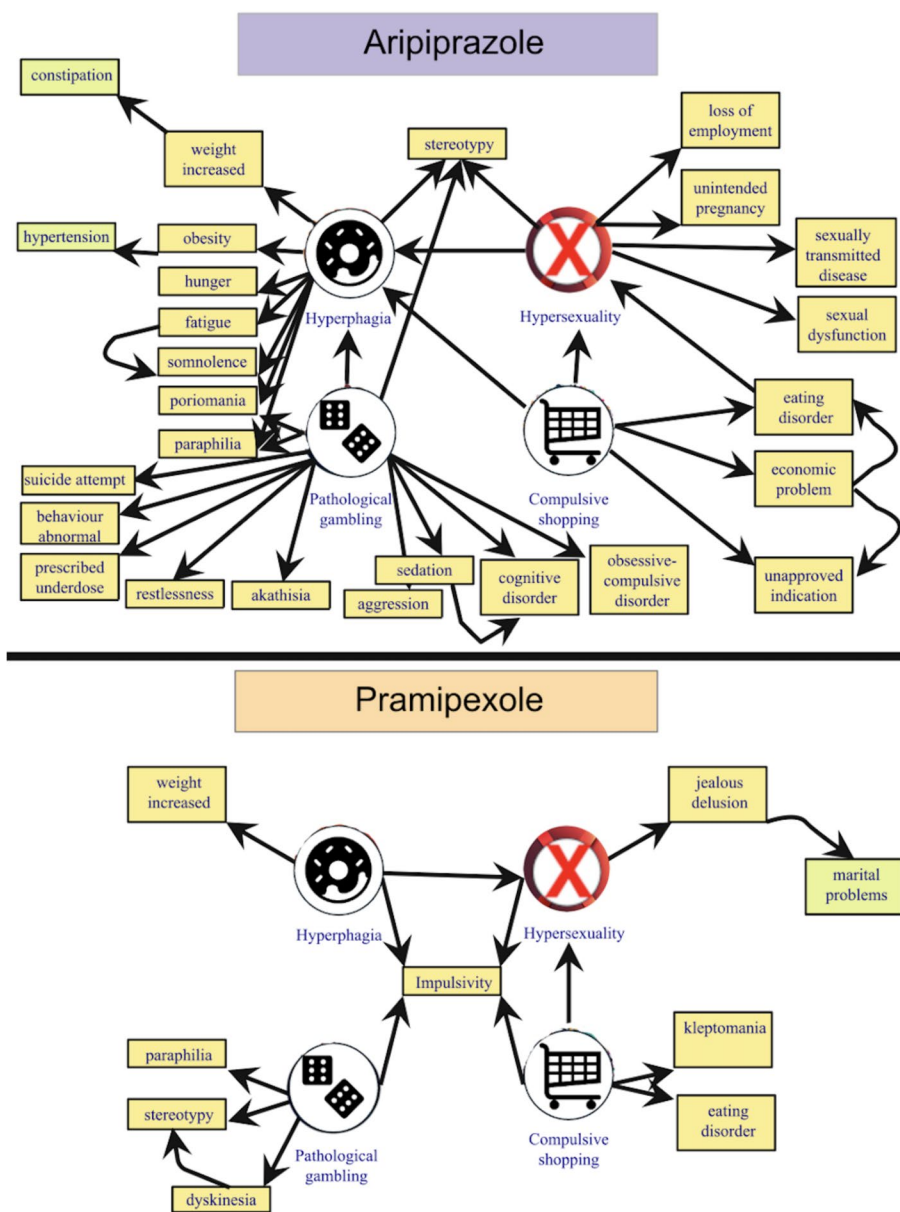 Aripiprazole
constipation
weight
increased
stereotypy
loss of
employment
unintended
pregnancy
hypertension
obesity
sexually
transmitted
disease
hunger
fatigue
Hyperphagia
Hypersexuality
sexual
dysfunction
somnolence
poriomania
paraphilia
eating
disorder
suicide attempt
Pathological
gambling
Compulsive
shopping
economic
problem
behaviour
abnormal
prescribed
underdose
restlessness
akathisia
aggression
sedation
cognitive
disorder
obsessive-
compulsive
disorder
unapproved
indication
Pramipexole
weight
increased
jealous
delusion
marital
problems
Hyperphagia
Hypersexuality
Impulsivity
kleptomania
paraphilia
stereotypy
eating
disorder
Pathological
gambling
Compulsive
shopping
dyskinesia